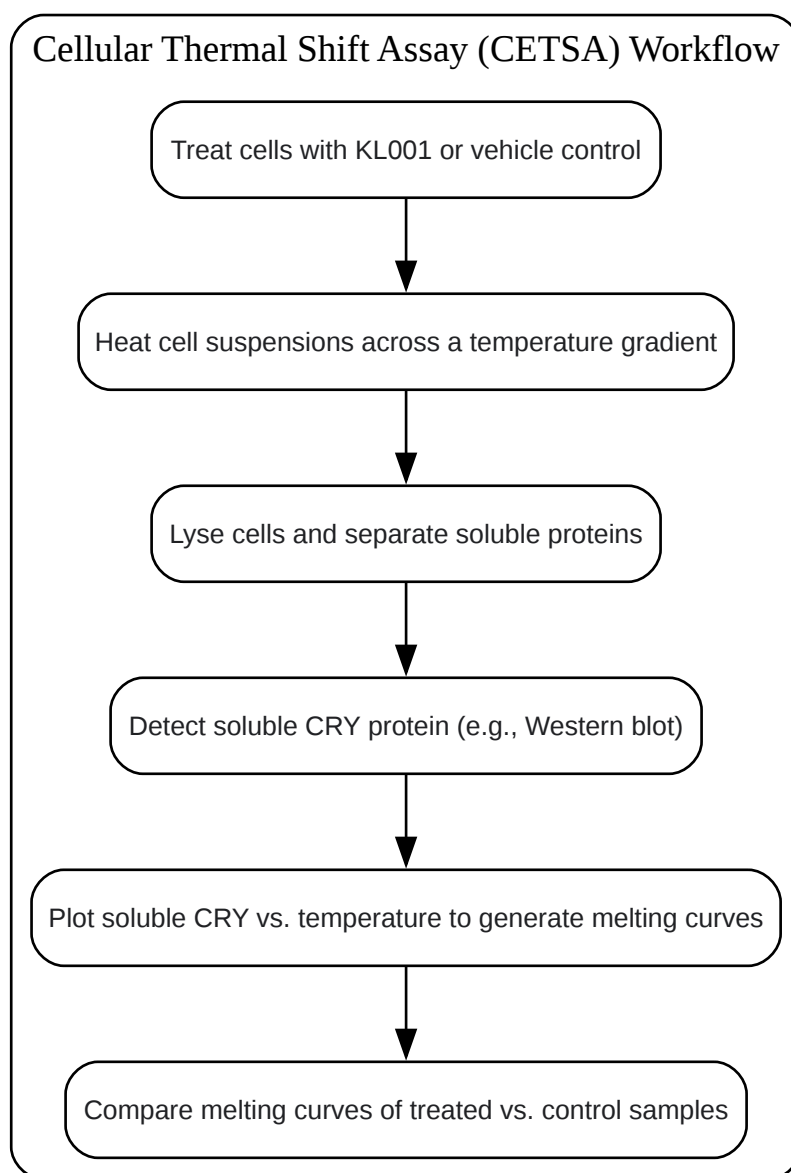 Cellular Thermal Shift Assay (CETSA) Workflow
Treat cells with KL001 or vehicle control
Heat cell suspensions across a temperature gradient
Lyse cells and separate soluble proteins
Detect soluble CRY protein (e.g., Western blot)
Plot soluble CRY vs. temperature to generate melting curves
Compare melting curves of treated vs. control samples